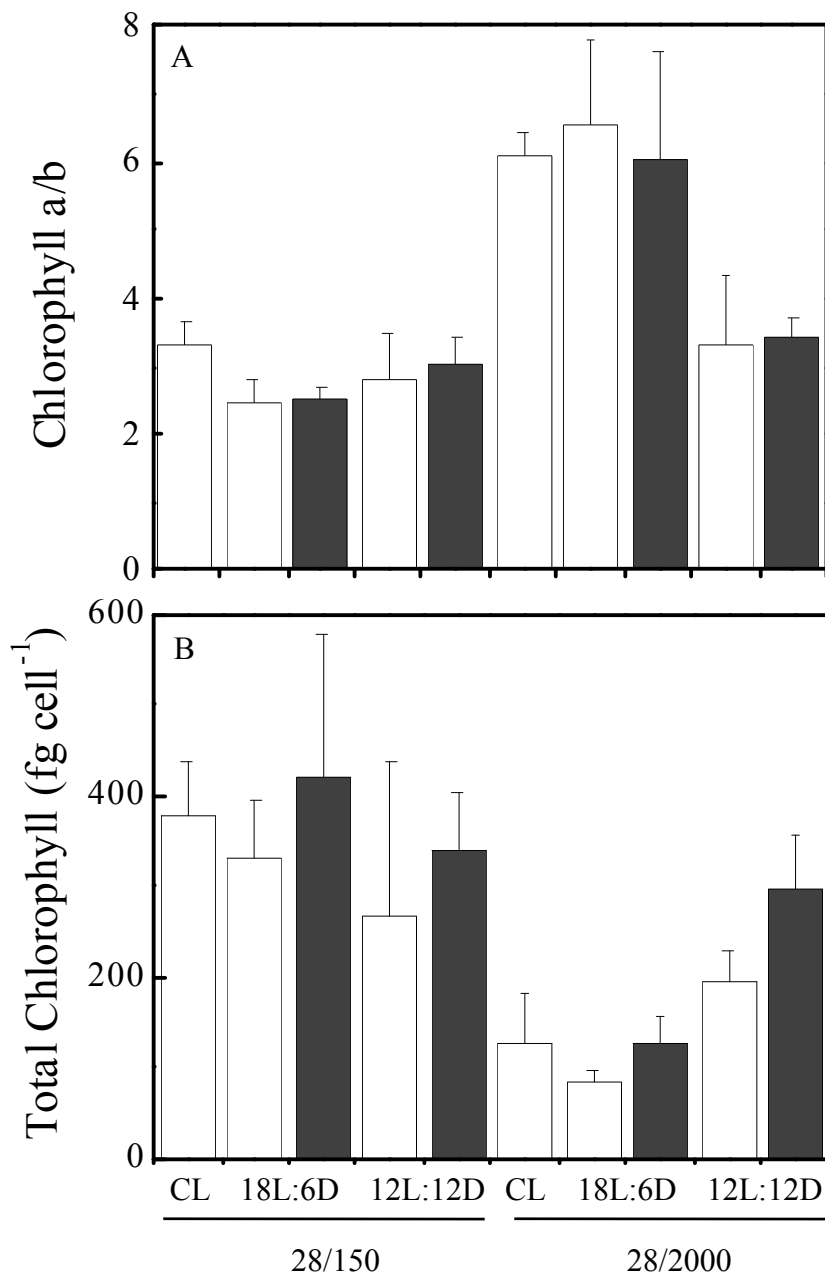 8
A
6
4
2
0
Chlorophyll a/b
600
B
400
200
0
Total Chlorophyll (fg cell⁻¹)
CL 18L:6D 12L:12D CL 18L:6D 12L:12D
28/150 28/2000